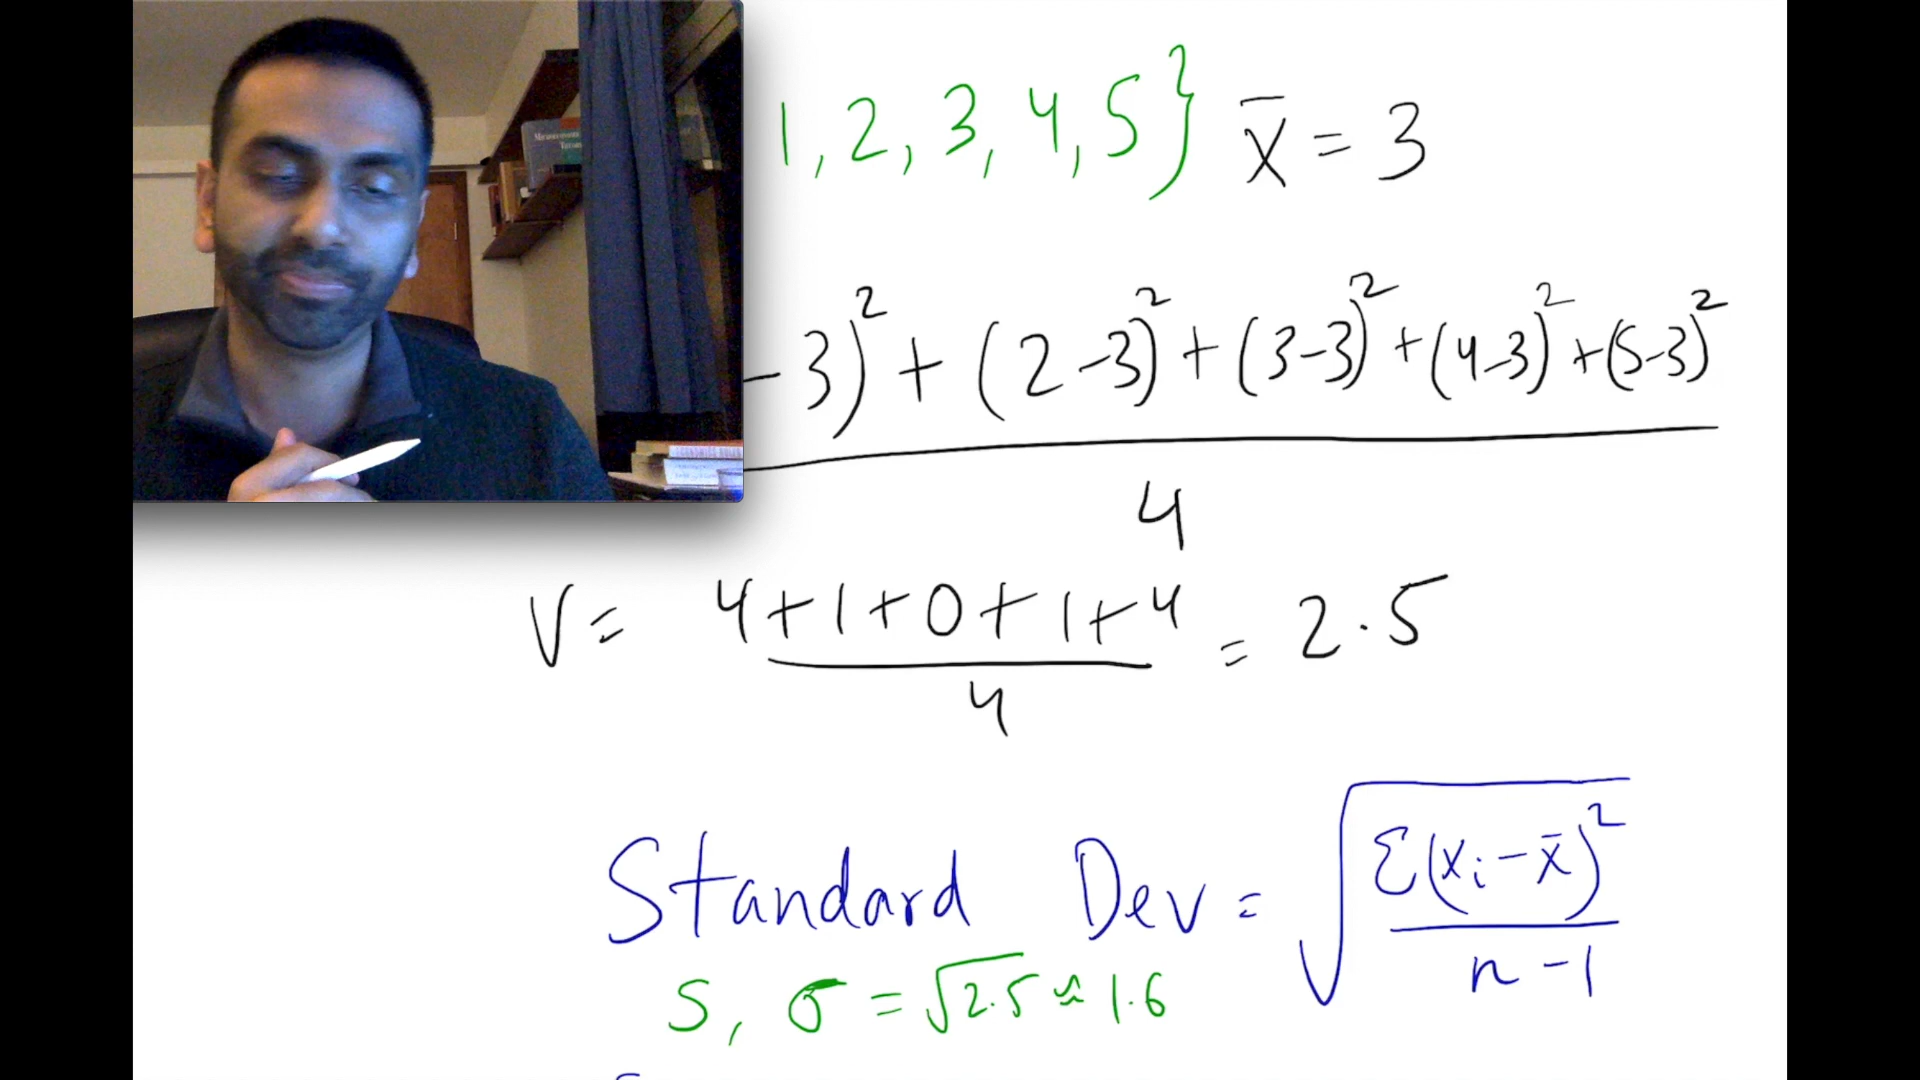 1, 2, 3, 4, 5} x̄ = 3
- 3)² + (2-3)² + (3-3)² + (4-3)² + (5-3)²
4
V = 4+1+0+1+4 = 2.5
4
Standard Dev = √ Σ(xᵢ - x̄)²
n-1
S, σ = √2.5 ≈ 1.6